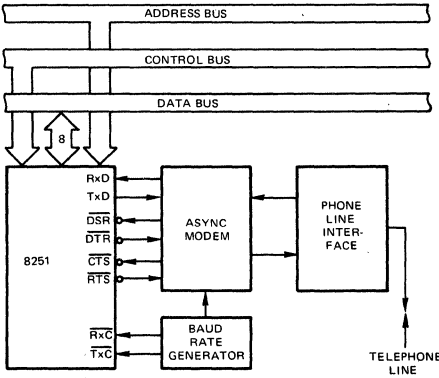 ADDRESS BUS
CONTROL BUS
DATA BUS
8
8251
RxD
TxD
DSR
DTR
CTS
RTS
RxC
TxC
ASYNC
MODEM
BAUD
RATE
GENERATOR
PHONE
LINE
INTER-
FACE
TELEPHONE
LINE